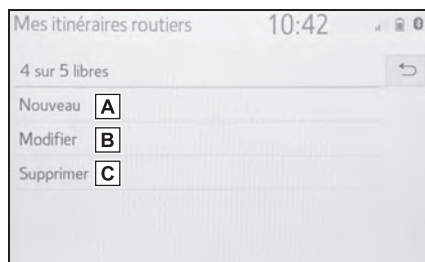 Mes itinéraires routiers 10:42
4 sur 5 libres
Nouveau A
Modifier B
Supprimer C